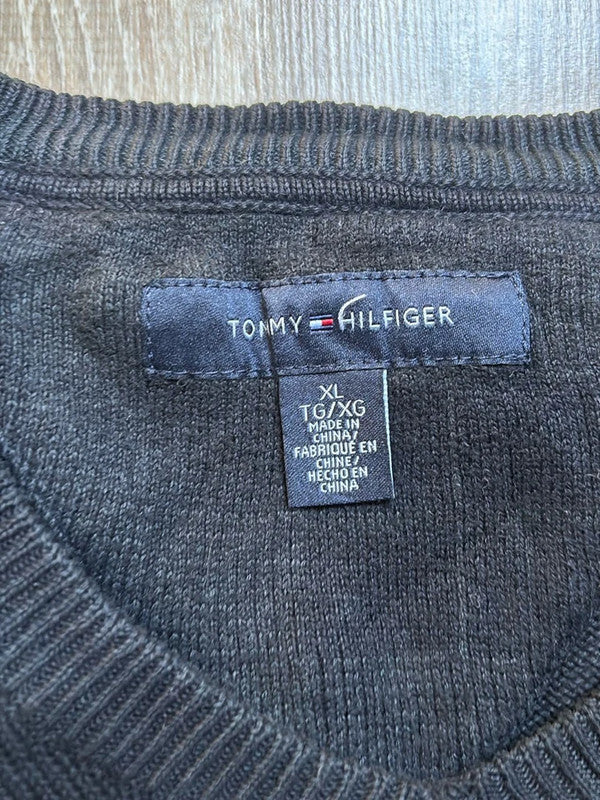 TOMMY HILFIGER
XL
TG/XG
MADE IN
CHINA/
FABRIQUÉ EN
CHINE/
HECHO EN
CHINA